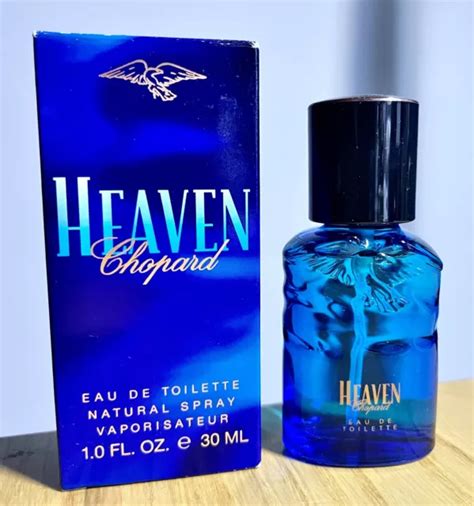 HEAVEN
Chopard
EAU DE TOILETTE
NATURAL SPRAY
VAPORISATEUR
1.0 FL. OZ. ℮ 30 ML
HEAVEN
Chopard
EAU DE
TOILETTE